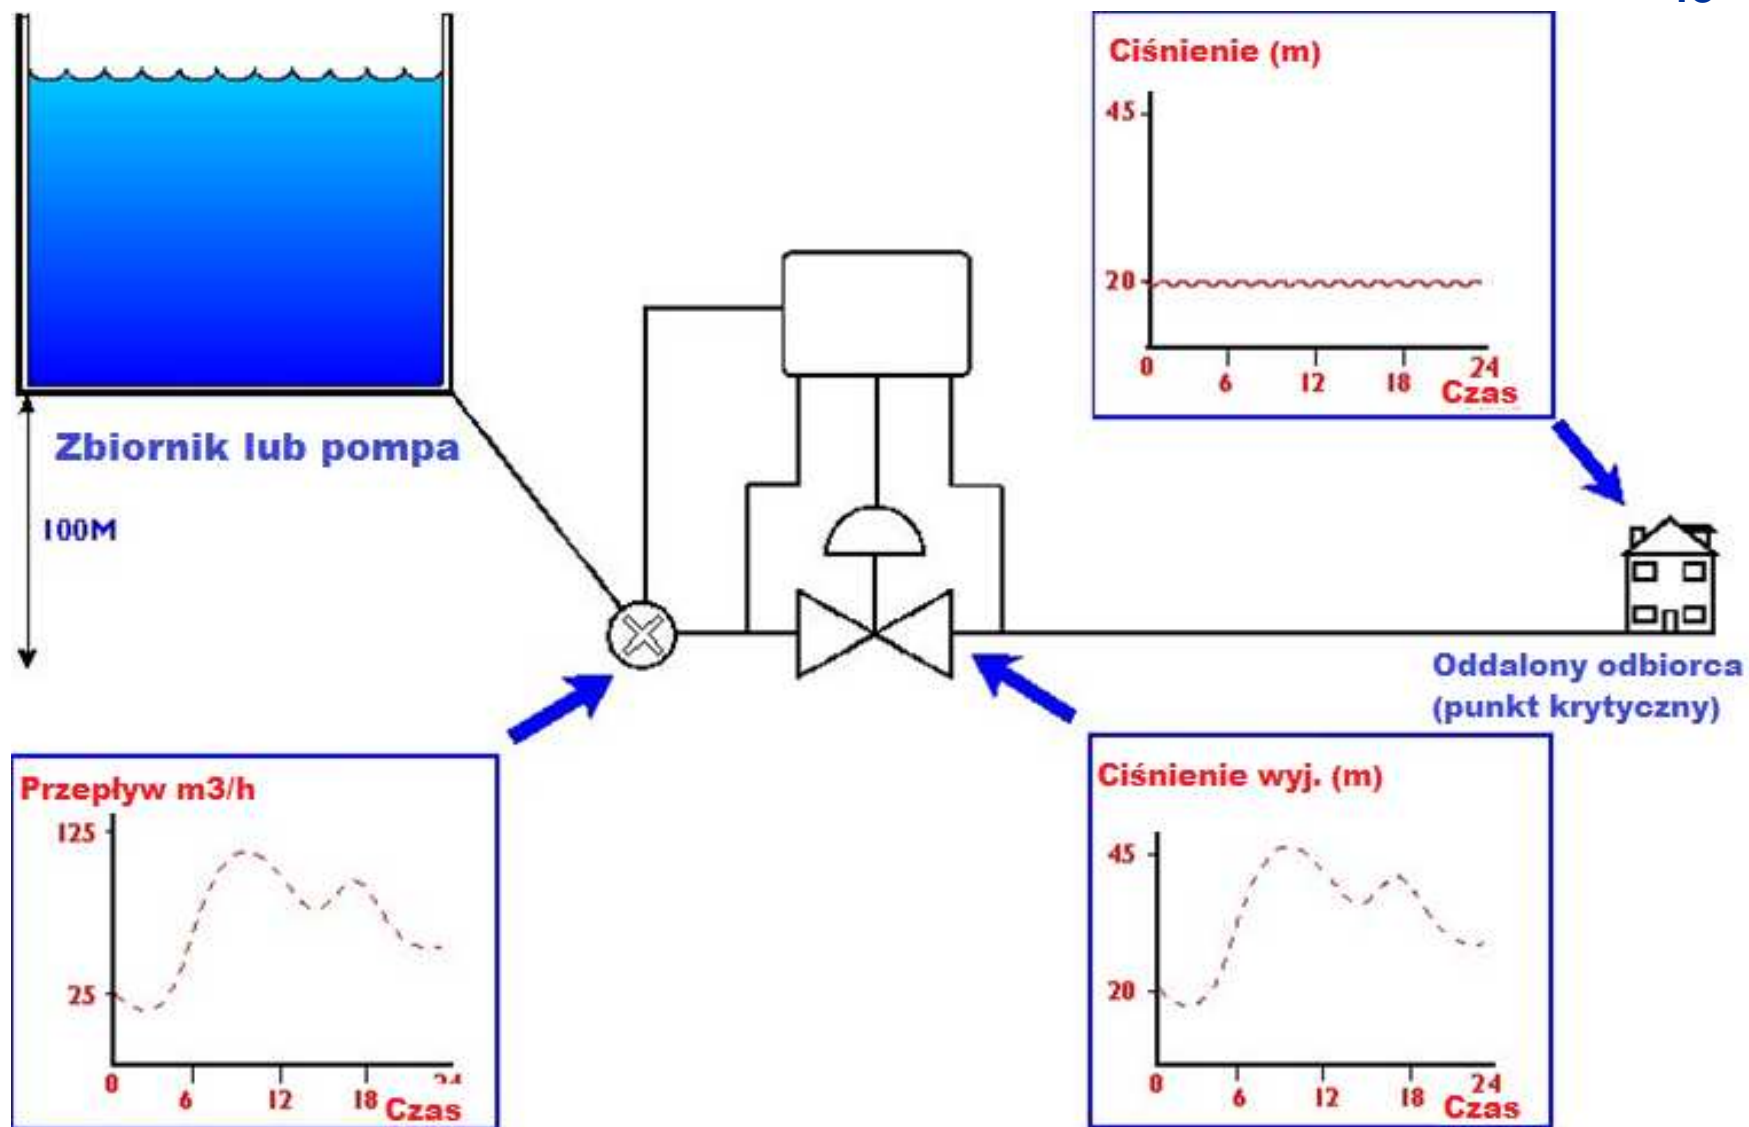 Ciśnienie (m)
45
20
0 6 12 18 24
Czas
Zbiornik lub pompa
100M
Oddalony odbiorca
(punkt krytyczny)
Przepływ m3/h
125
25
0 6 12 18
Czas
Ciśnienie wyj. (m)
45
20
0 6 12 18 24
Czas